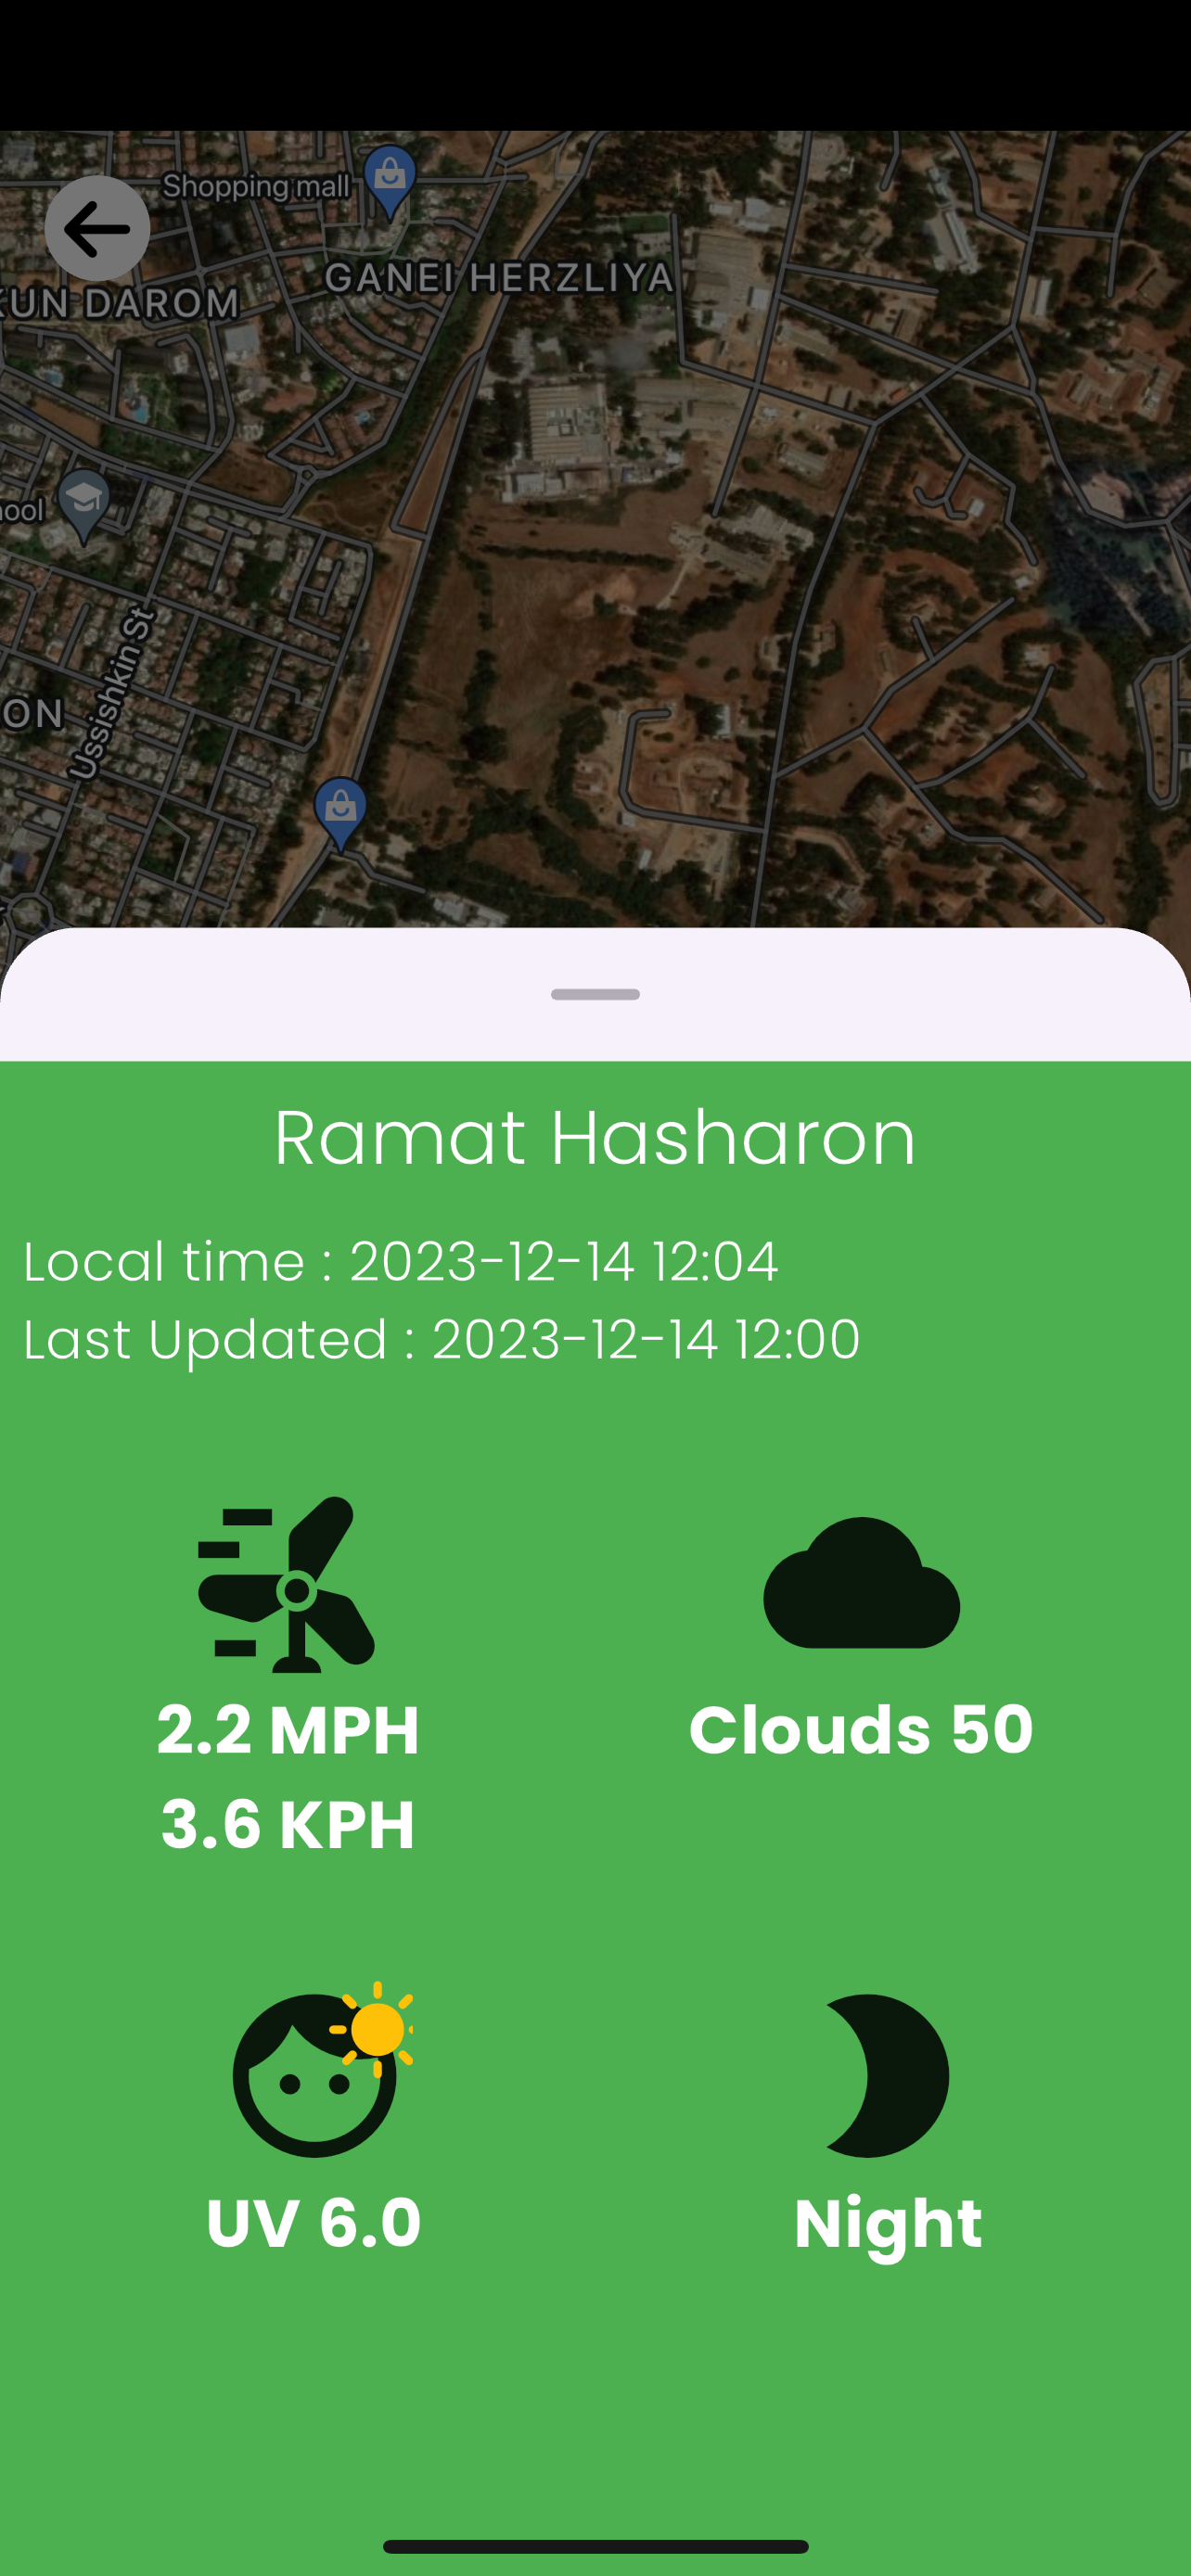 Shopping mall
GANEI HERZLIYA
KUN DAROM
ool
Ussishkin St
ON
Ramat Hasharon
Local time : 2023-12-14 12:04
Last Updated : 2023-12-14 12:00
2.2 MPH
3.6 KPH
Clouds 50
UV 6.0
Night